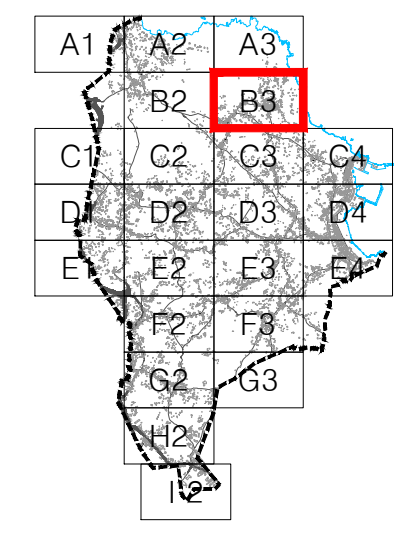 A1 A2 A3
B2 B3
C1 C2 C3 C4
D1 D2 D3 D4
E1 E2 E3 E4
F2 F3
G2 G3
H2
I2